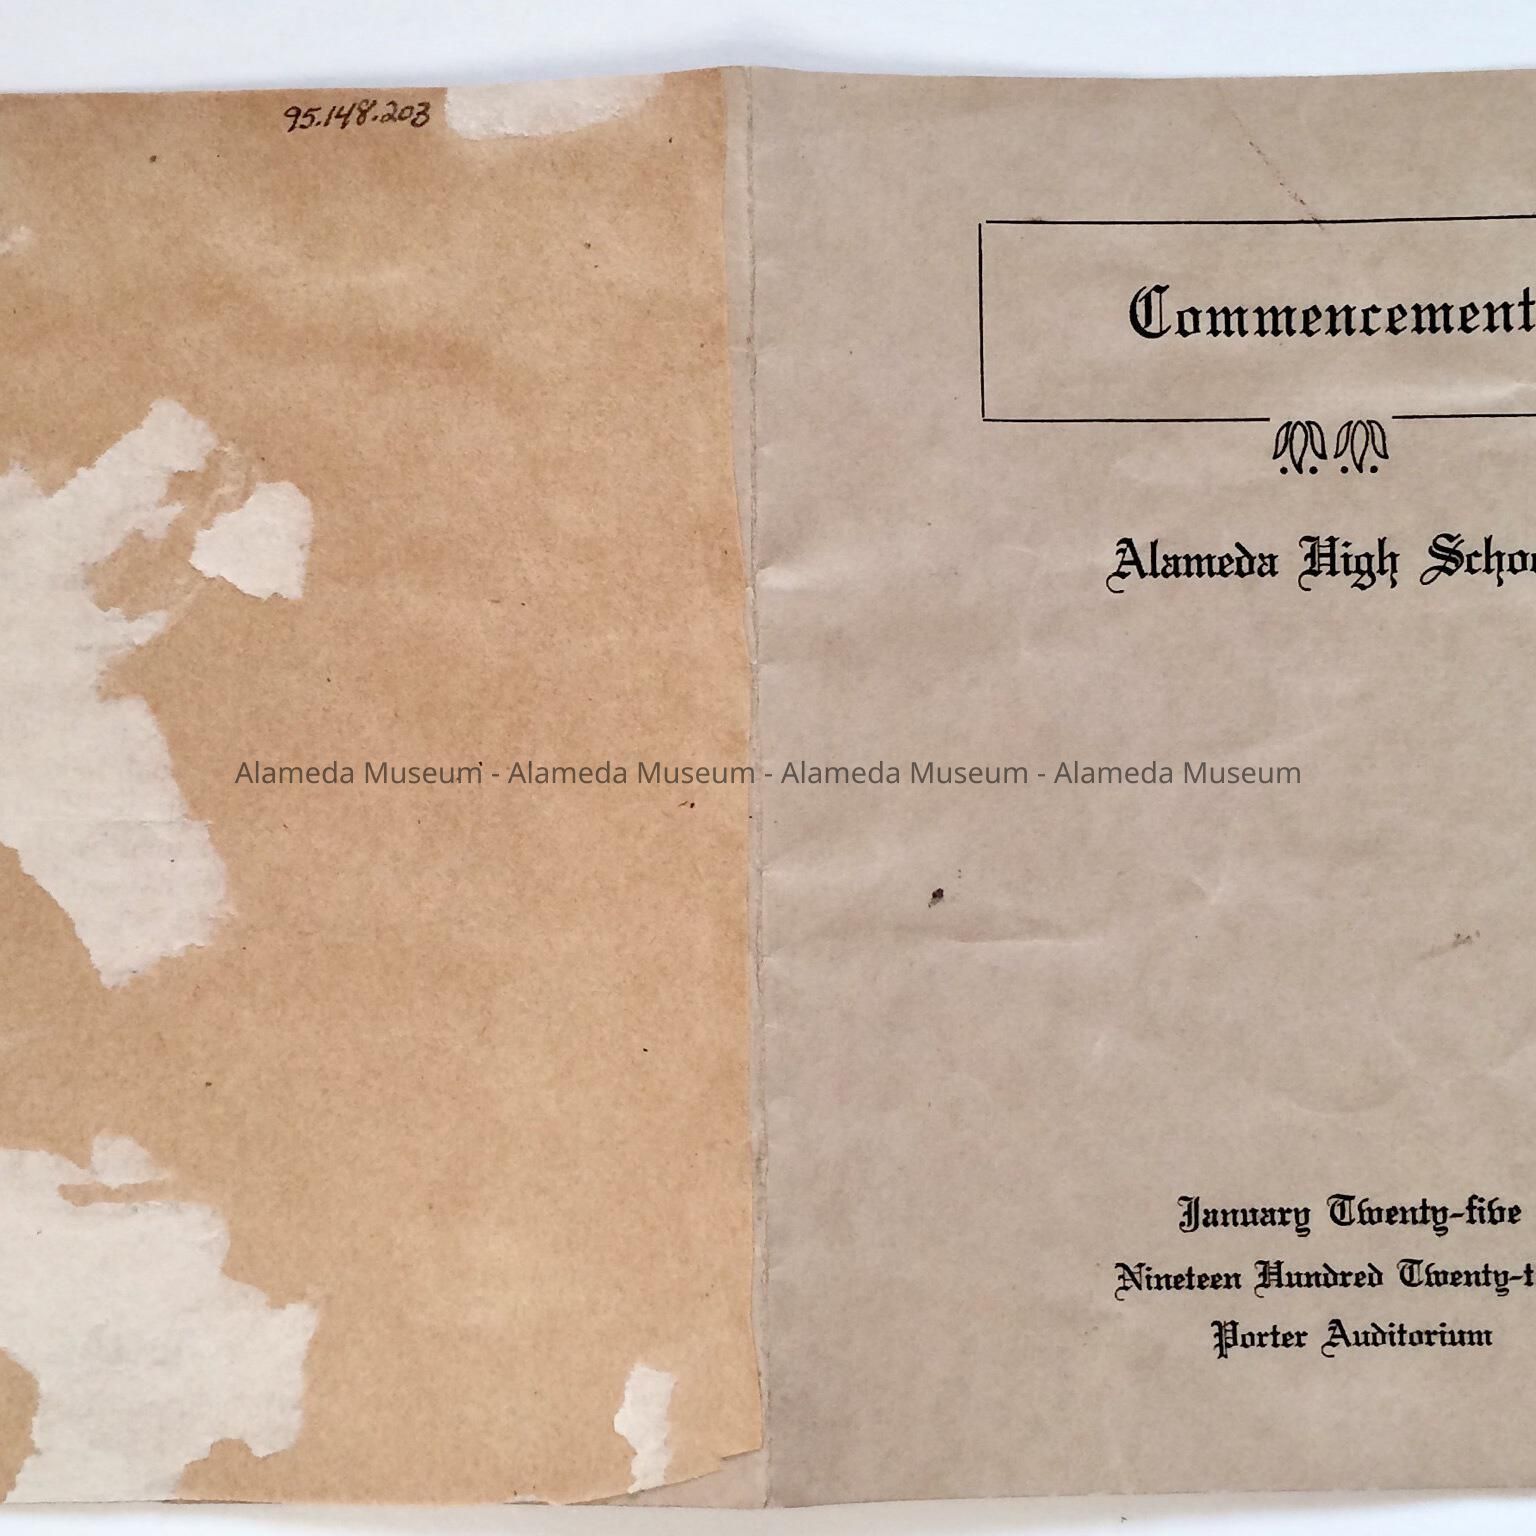 95.148.203
Commencement
Alameda High Schoo
Alameda Museum - Alameda Museum - Alameda Museum - Alameda Museum
January Twenty-five
Nineteen Hundred Twenty-t
Porter Auditorium